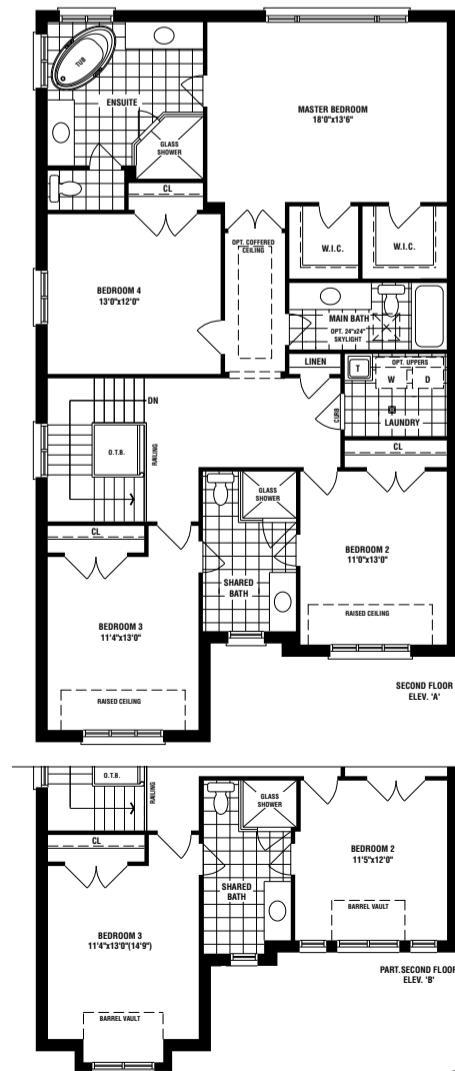 TUB
ENSUITE
GLASS
SHOWER
MASTER BEDROOM
18'0"x13'6"
CL
W.I.C.
W.I.C.
OPT. COFFERED
CEILING
BEDROOM 4
13'0"x12'0"
MAIN BATH
OPT. 24"x24"
SKYLIGHT
LINEN
OPT. UPPERS
T
W
D
LAUNDRY
CURB
DN
O.T.B.
RAILING
CL
GLASS
SHOWER
CL
BEDROOM 2
11'0"x13'0"
SHARED
BATH
RAISED CEILING
BEDROOM 3
11'4"x13'0"
RAISED CEILING
SECOND FLOOR
ELEV. 'A'
O.T.B.
RAILING
GLASS
SHOWER
CL
BEDROOM 2
11'5"x12'0"
SHARED
BATH
BARREL VAULT
BEDROOM 3
11'4"x13'0"(14'9")
PART.SECOND FLOOR
ELEV. 'B'
BARREL VAULT